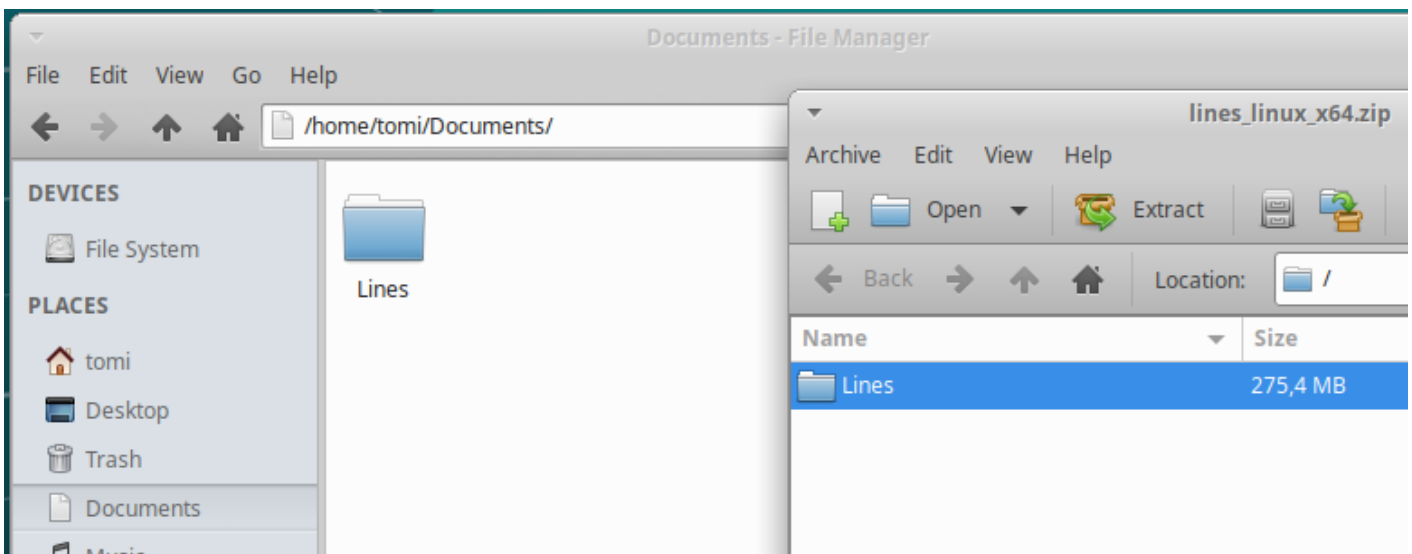 Documents - File Manager
File Edit View Go Help
/home/tomi/Documents/
DEVICES
File System
PLACES
tomi
Desktop
Trash
Documents
Music
Lines
lines_linux_x64.zip
Archive Edit View Help
Open Extract
Back Location: /
Name Size
Lines 275,4 MB